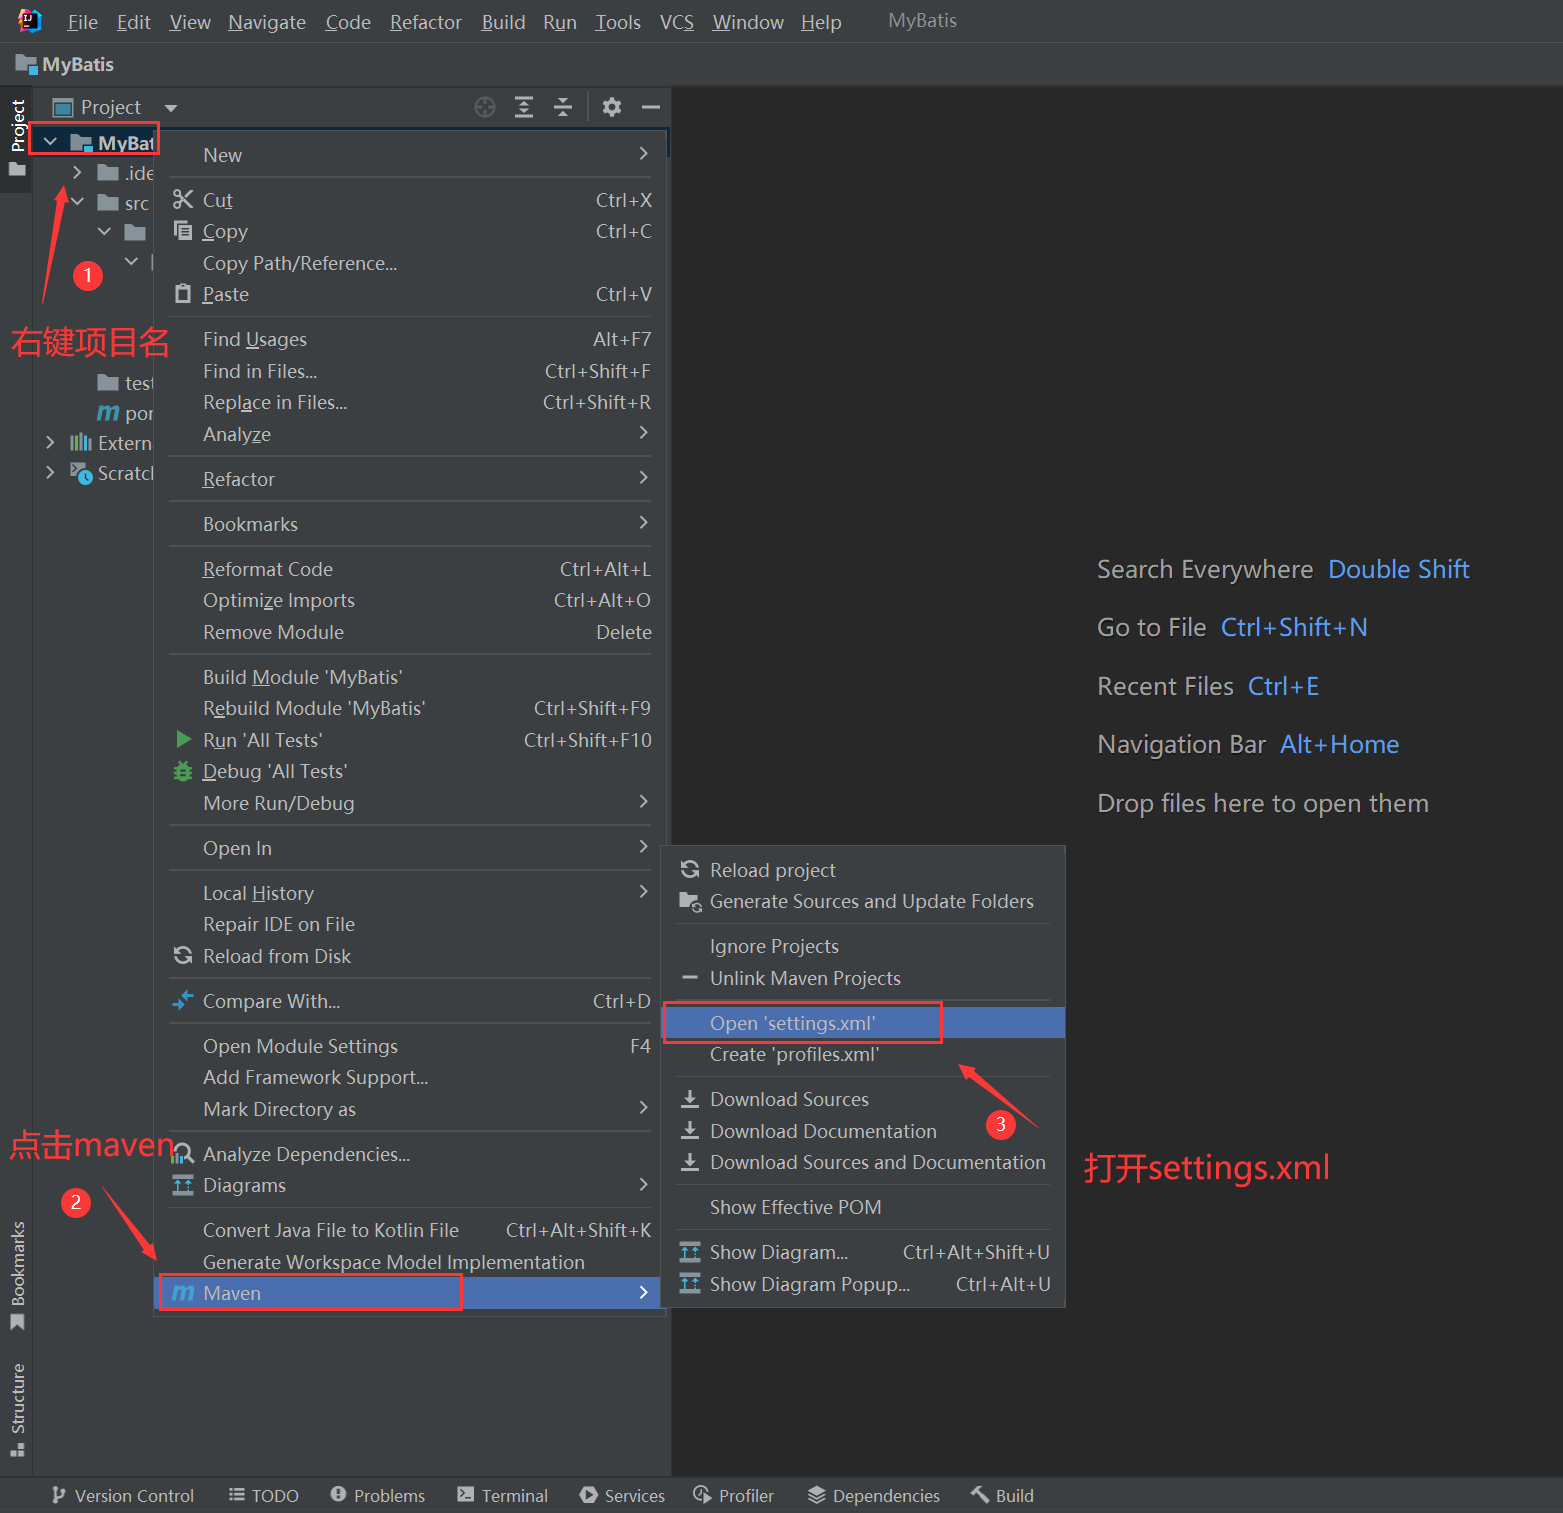 File Edit View Navigate Code Refactor Build Run Tools VCS Window Help MyBatis
MyBatis
Project
Project
MyBat
.ide
src
1
右键项目名
test
por
Extern
Scratcl
New
Cut Ctrl+X
Copy Ctrl+C
Copy Path/Reference...
Paste Ctrl+V
Find Usages Alt+F7
Find in Files... Ctrl+Shift+F
Replace in Files... Ctrl+Shift+R
Analyze
Refactor
Bookmarks
Reformat Code Ctrl+Alt+L
Optimize Imports Ctrl+Alt+O
Remove Module Delete
Build Module 'MyBatis'
Rebuild Module 'MyBatis' Ctrl+Shift+F9
Run 'All Tests' Ctrl+Shift+F10
Debug 'All Tests'
More Run/Debug
Open In
Local History
Repair IDE on File
Reload from Disk
Compare With... Ctrl+D
Open Module Settings F4
Add Framework Support...
Mark Directory as
点击maven
Analyze Dependencies...
Diagrams
2
Convert Java File to Kotlin File Ctrl+Alt+Shift+K
Generate Workspace Model Implementation
Maven
Search Everywhere Double Shift
Go to File Ctrl+Shift+N
Recent Files Ctrl+E
Navigation Bar Alt+Home
Drop files here to open them
Reload project
Generate Sources and Update Folders
Ignore Projects
Unlink Maven Projects
Open 'settings.xml'
Create 'profiles.xml'
Download Sources
3
Download Documentation
Download Sources and Documentation
打开settings.xml
Show Effective POM
Show Diagram... Ctrl+Alt+Shift+U
Show Diagram Popup... Ctrl+Alt+U
Bookmarks
Structure
Version Control TODO Problems Terminal Services Profiler Dependencies Build